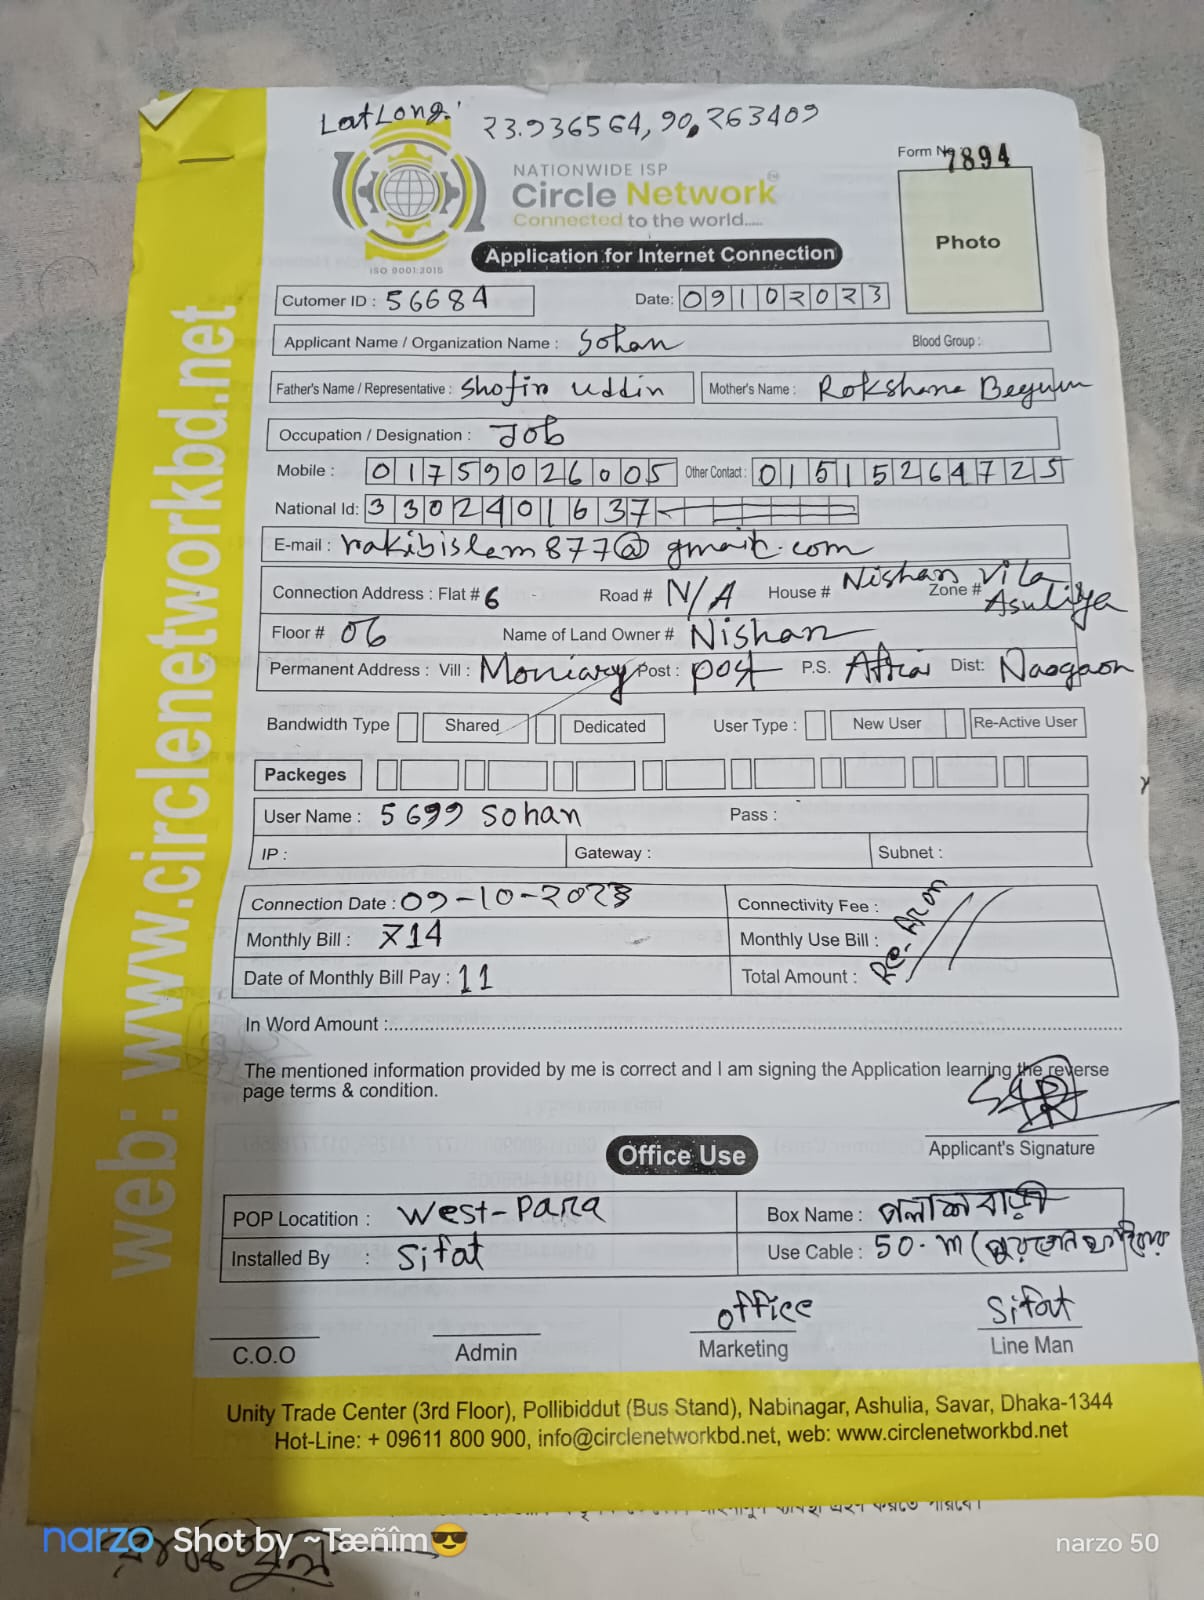 LatLong: 23.936564, 90.263409
Form No 7894
NATIONWIDE ISP
Circle Network
Connected to the world.....
ISO 9001:2015
Application for Internet Connection
Photo
Cutomer ID : 56684 Date: 09102023
Applicant Name / Organization Name : Sohan Blood Group :
Father's Name / Representative : Shofin Uddin Mother's Name : Rokshana Begum
Occupation / Designation : Job
Mobile : 01759026005 Other Contact : 01515264725
National Id: 3302401637
E-mail : rakibislam877@gmail.com
Connection Address : Flat # 6 Road # N/A House # Nishan Vila Zone # Asuliya
Floor # 06 Name of Land Owner # Nishan
Permanent Address : Vill : Moniary Post : post P.S. Atrai Dist: Naogaon
Bandwidth Type Shared Dedicated User Type : New User Re-Active User
Packeges
User Name : 5699 Sohan Pass :
IP : Gateway : Subnet :
Connection Date : 09-10-2023 Connectivity Fee :
Monthly Bill : 714 Monthly Use Bill :
Date of Monthly Bill Pay : 11 Total Amount :
In Word Amount :
The mentioned information provided by me is correct and I am signing the Application learning the reverse
page terms & condition.
Applicant's Signature
Office Use
POP Locatition : West-Para Box Name :
Installed By : Sifat Use Cable : 50.m
office Sifat
C.O.O Admin Marketing Line Man
Unity Trade Center (3rd Floor), Pollibiddut (Bus Stand), Nabinagar, Ashulia, Savar, Dhaka-1344
Hot-Line: + 09611 800 900, info@circlenetworkbd.net, web: www.circlenetworkbd.net
web: www.circlenetworkbd.net
narzo Shot by ~Tæñîm😎 narzo 50